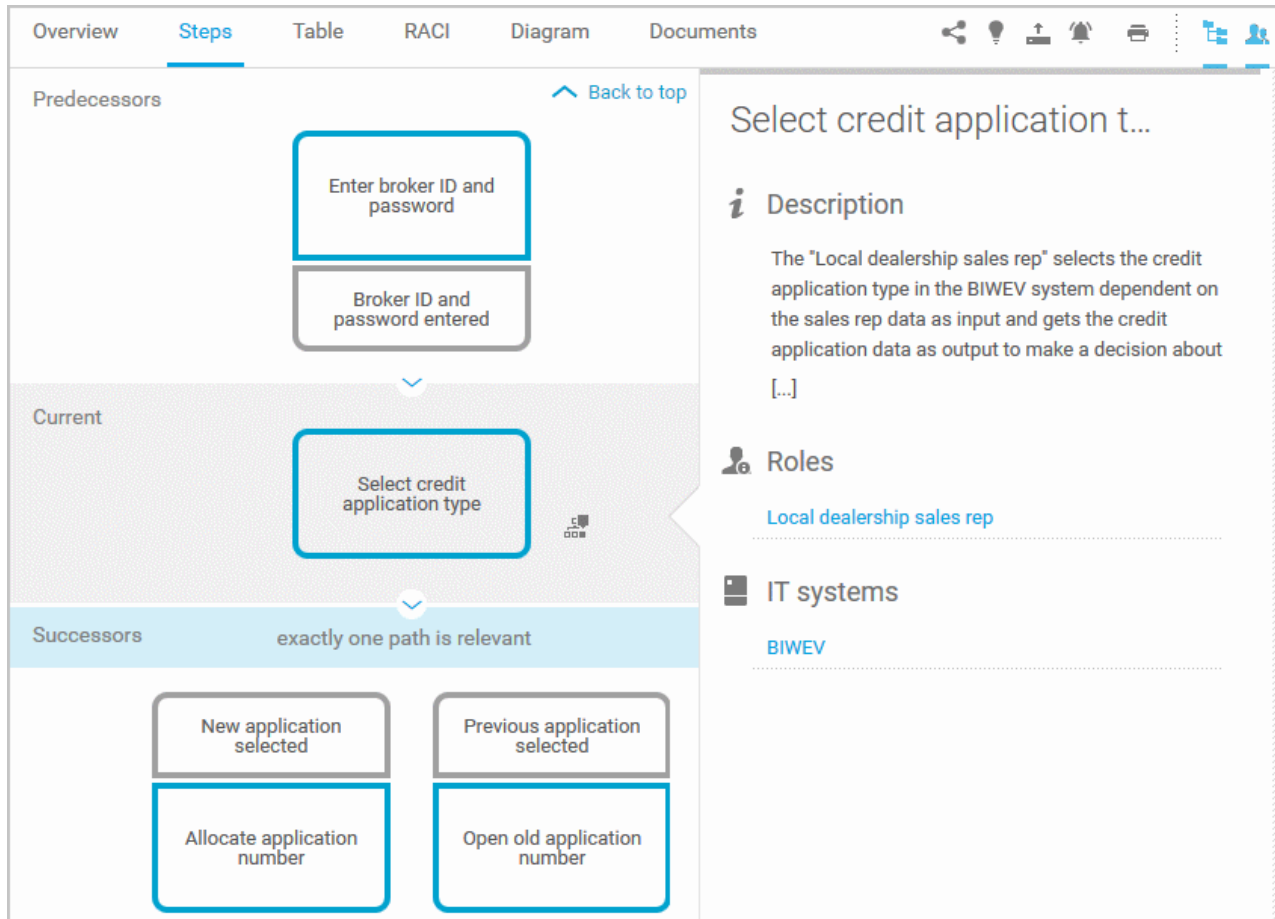 Overview Steps Table RACI Diagram Documents
Predecessors
Back to top
Enter broker ID and
password
Broker ID and
password entered
Current
Select credit
application type
Successors exactly one path is relevant
New application
selected
Previous application
selected
Allocate application
number
Open old application
number
Select credit application t...
Description
The "Local dealership sales rep" selects the credit
application type in the BIWEV system dependent on
the sales rep data as input and gets the credit
application data as output to make a decision about
[...]
Roles
Local dealership sales rep
IT systems
BIWEV